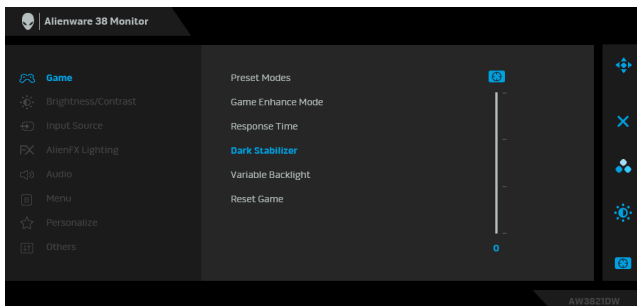 Alienware 38 Monitor
Game
Brightness/Contrast
Input Source
AlienFX Lighting
Audio
Menu
Personalize
Others
Preset Modes
Game Enhance Mode
Response Time
Dark Stabilizer
Variable Backlight
Reset Game
0
AW3821DW